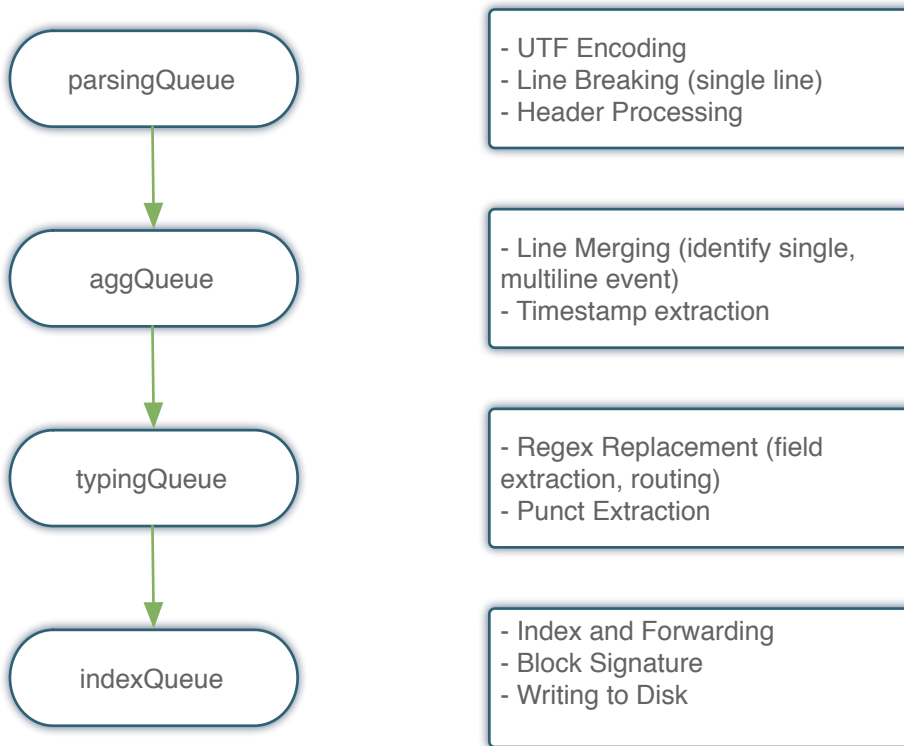 parsingQueue
- UTF Encoding
- Line Breaking (single line)
- Header Processing
aggQueue
- Line Merging (identify single,
multiline event)
- Timestamp extraction
typingQueue
- Regex Replacement (field
extraction, routing)
- Punct Extraction
indexQueue
- Index and Forwarding
- Block Signature
- Writing to Disk